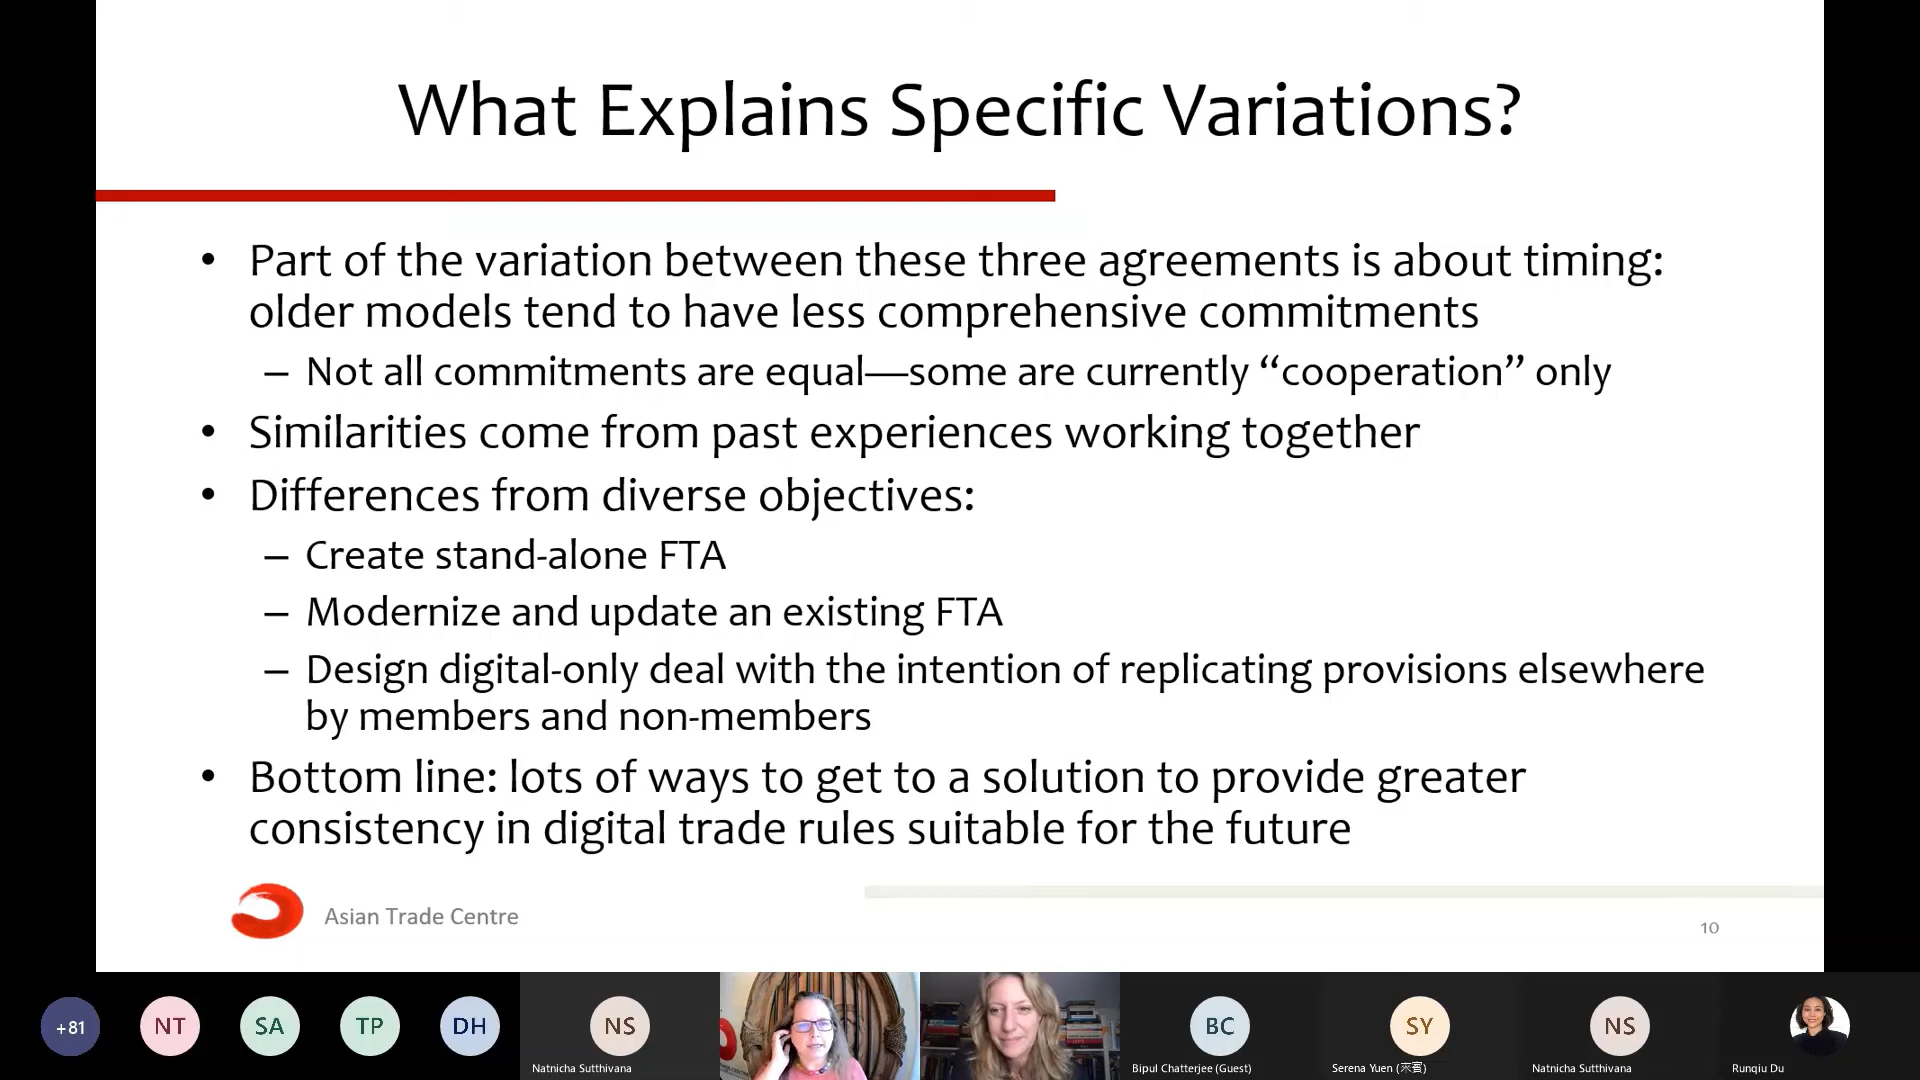 What Explains Specific Variations?
• Part of the variation between these three agreements is about timing:
older models tend to have less comprehensive commitments
– Not all commitments are equal—some are currently “cooperation” only
• Similarities come from past experiences working together
• Differences from diverse objectives:
– Create stand-alone FTA
– Modernize and update an existing FTA
– Design digital-only deal with the intention of replicating provisions elsewhere
by members and non-members
• Bottom line: lots of ways to get to a solution to provide greater
consistency in digital trade rules suitable for the future
Asian Trade Centre
10
+81
NT
SA
TP
DH
NS
BC
SY
NS
Natnicha Sutthivana
Bipul Chatterjee (Guest)
Serena Yuen
Natnicha Sutthivana
Runqiu Du